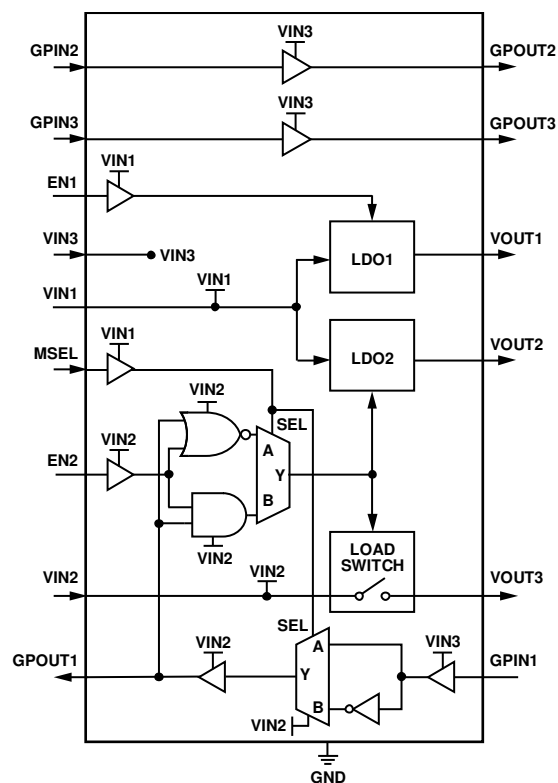 VIN3
GPIN2
GPOUT2
VIN3
GPIN3
GPOUT3
VIN1
EN1
LDO1
VOUT1
VIN3
VIN3
VIN1
VIN1
VIN1
MSEL
LDO2
VOUT2
VIN2
SEL
A
VIN2
Y
EN2
B
VIN2
LOAD
SWITCH
VIN2
VIN2
VOUT3
SEL
VIN2
A
VIN3
GPOUT1
Y
GPIN1
B
VIN2
GND